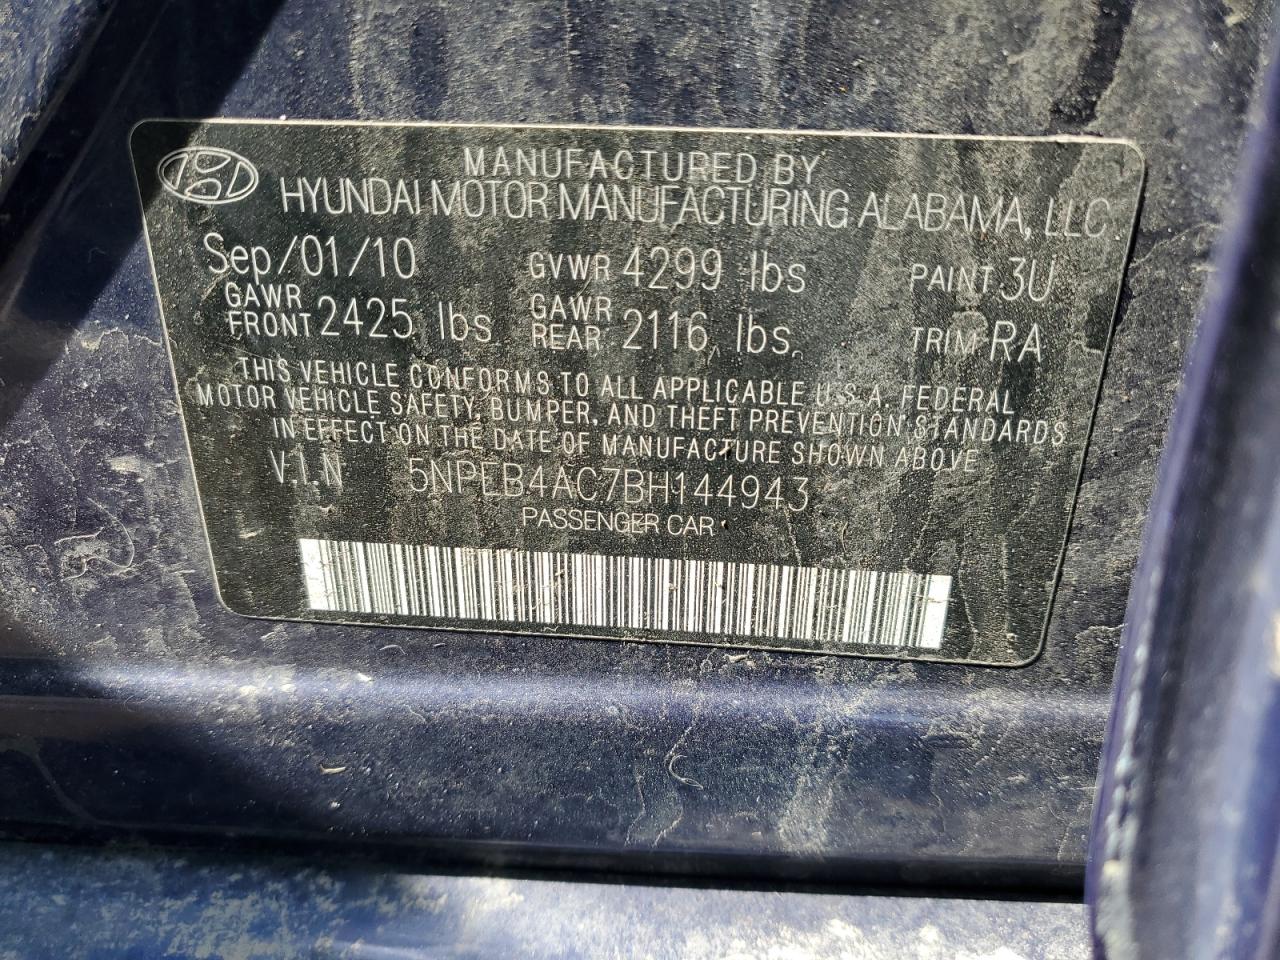 MANUFACTURED BY
HYUNDAI MOTOR MANUFACTURING ALABAMA, LLC
Sep/01/10 GVWR 4299 lbs PAINT 3U
GAWR FRONT 2425 lbs GAWR REAR 2116 lbs TRIM RA
THIS VEHICLE CONFORMS TO ALL APPLICABLE U.S.A. FEDERAL
MOTOR VEHICLE SAFETY, BUMPER, AND THEFT PREVENTION STANDARDS
IN EFFECT ON THE DATE OF MANUFACTURE SHOWN ABOVE
V.I.N 5NPEB4AC7BH144943
PASSENGER CAR